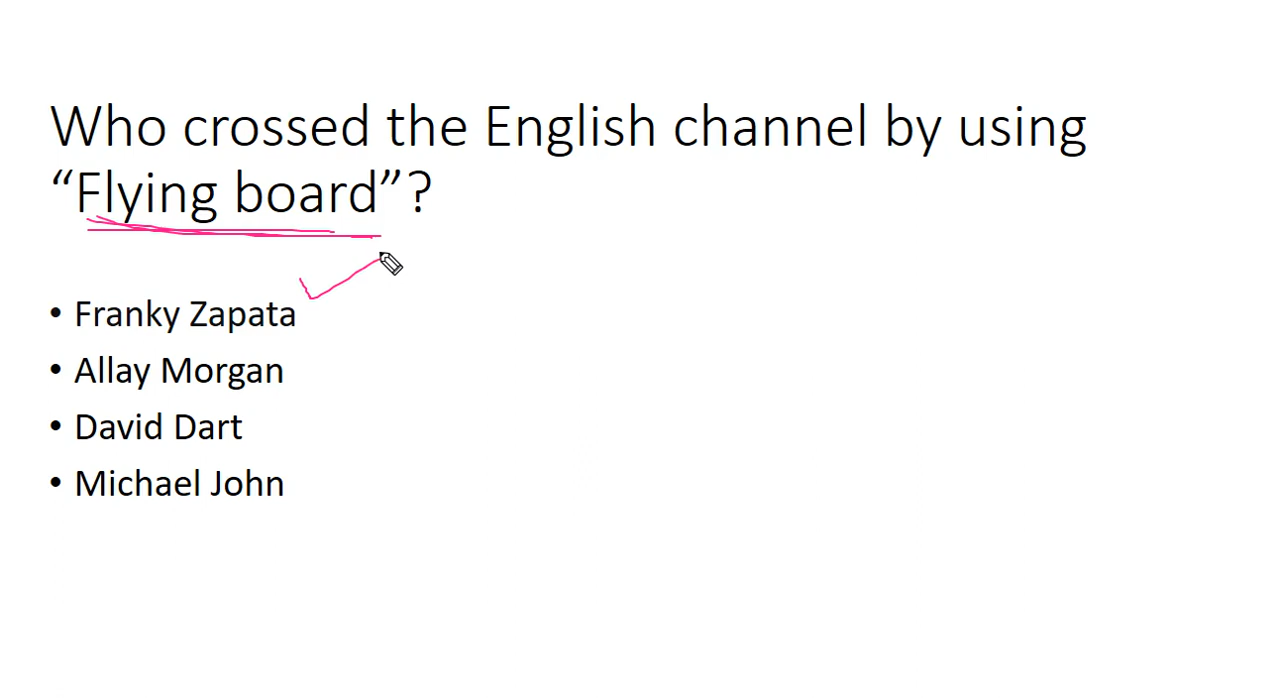 Who crossed the English channel by using
“Flying board”?
• Franky Zapata
• Allay Morgan
• David Dart
• Michael John